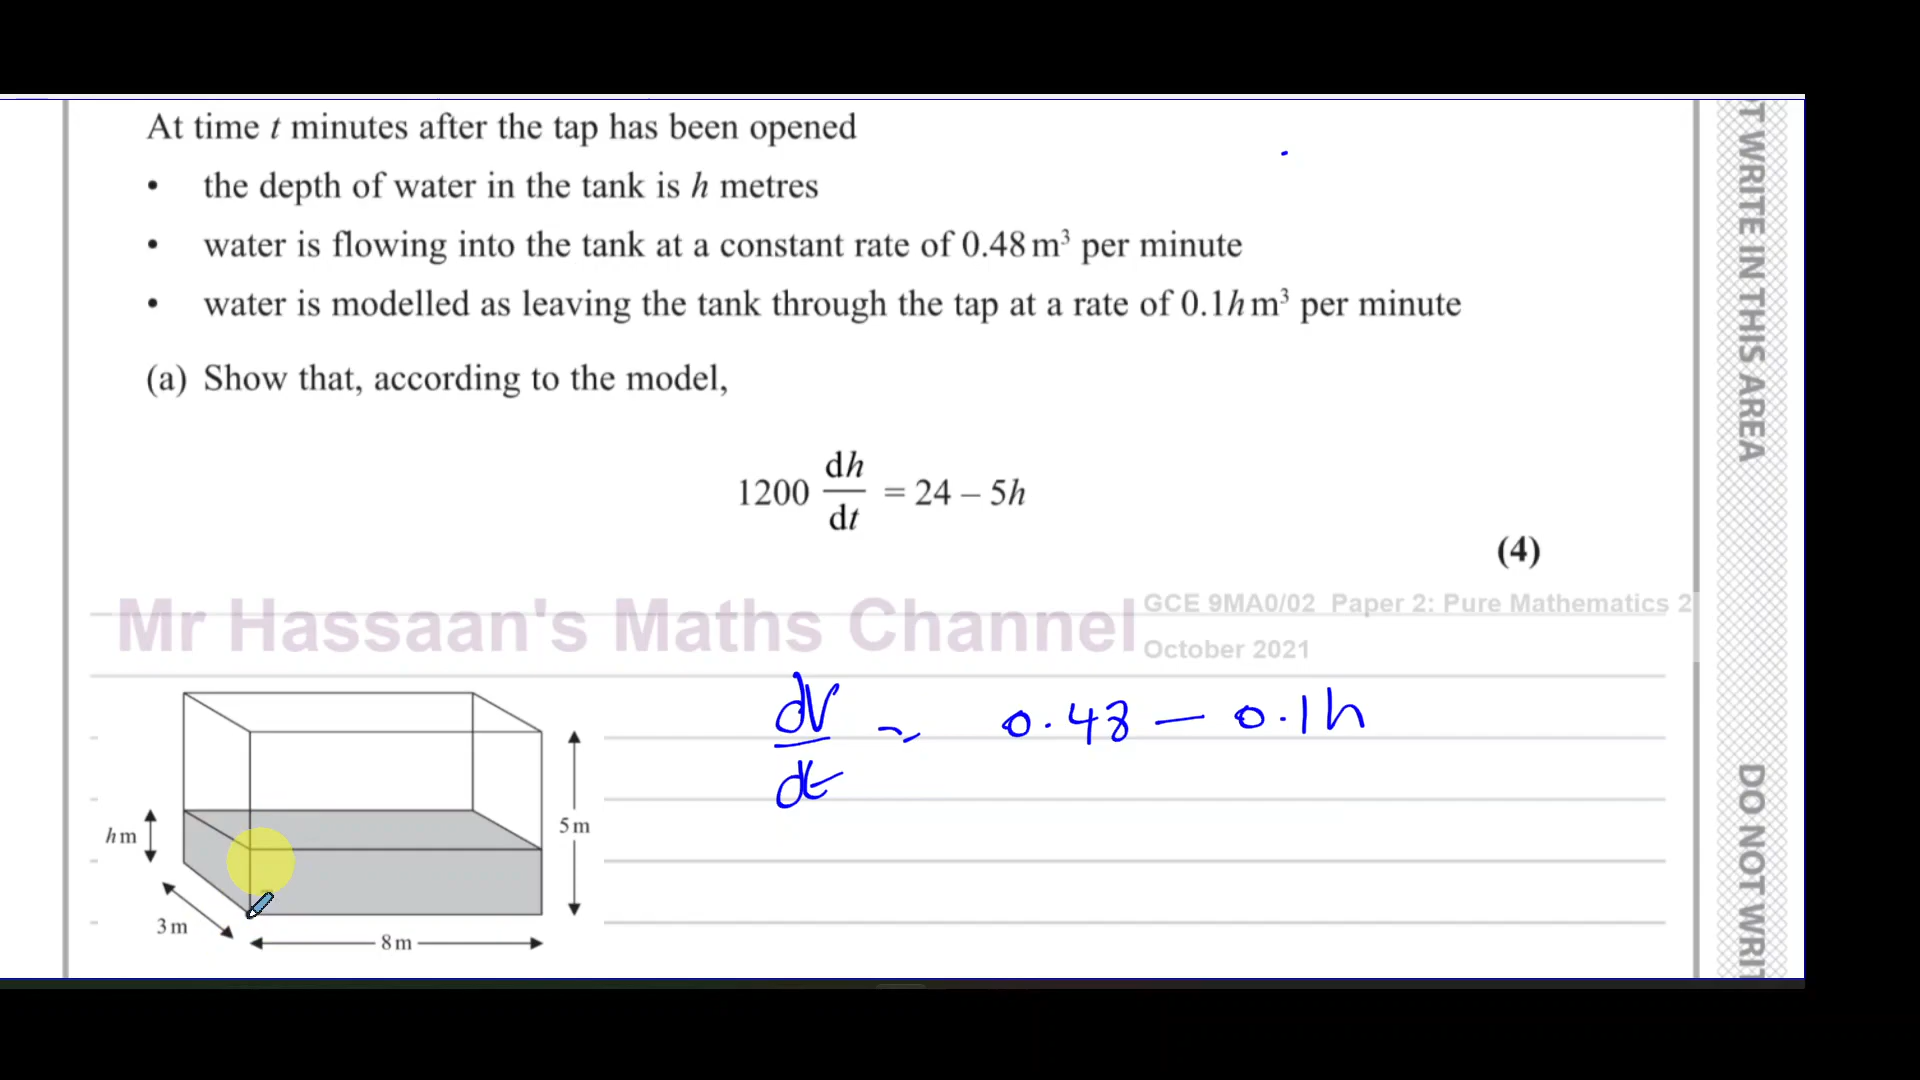 At time t minutes after the tap has been opened
• the depth of water in the tank is h metres
• water is flowing into the tank at a constant rate of 0.48 m³ per minute
• water is modelled as leaving the tank through the tap at a rate of 0.1h m³ per minute
(a) Show that, according to the model,
1200 dh/dt = 24 – 5h
(4)
Mr Hassaan's Maths Channel
GCE 9MA0/02 Paper 2: Pure Mathematics 2
October 2021
dV/dt = 0.48 – 0.1h
h m
5 m
3 m
8 m
T WRITE IN THIS AREA
DO NOT WRIT